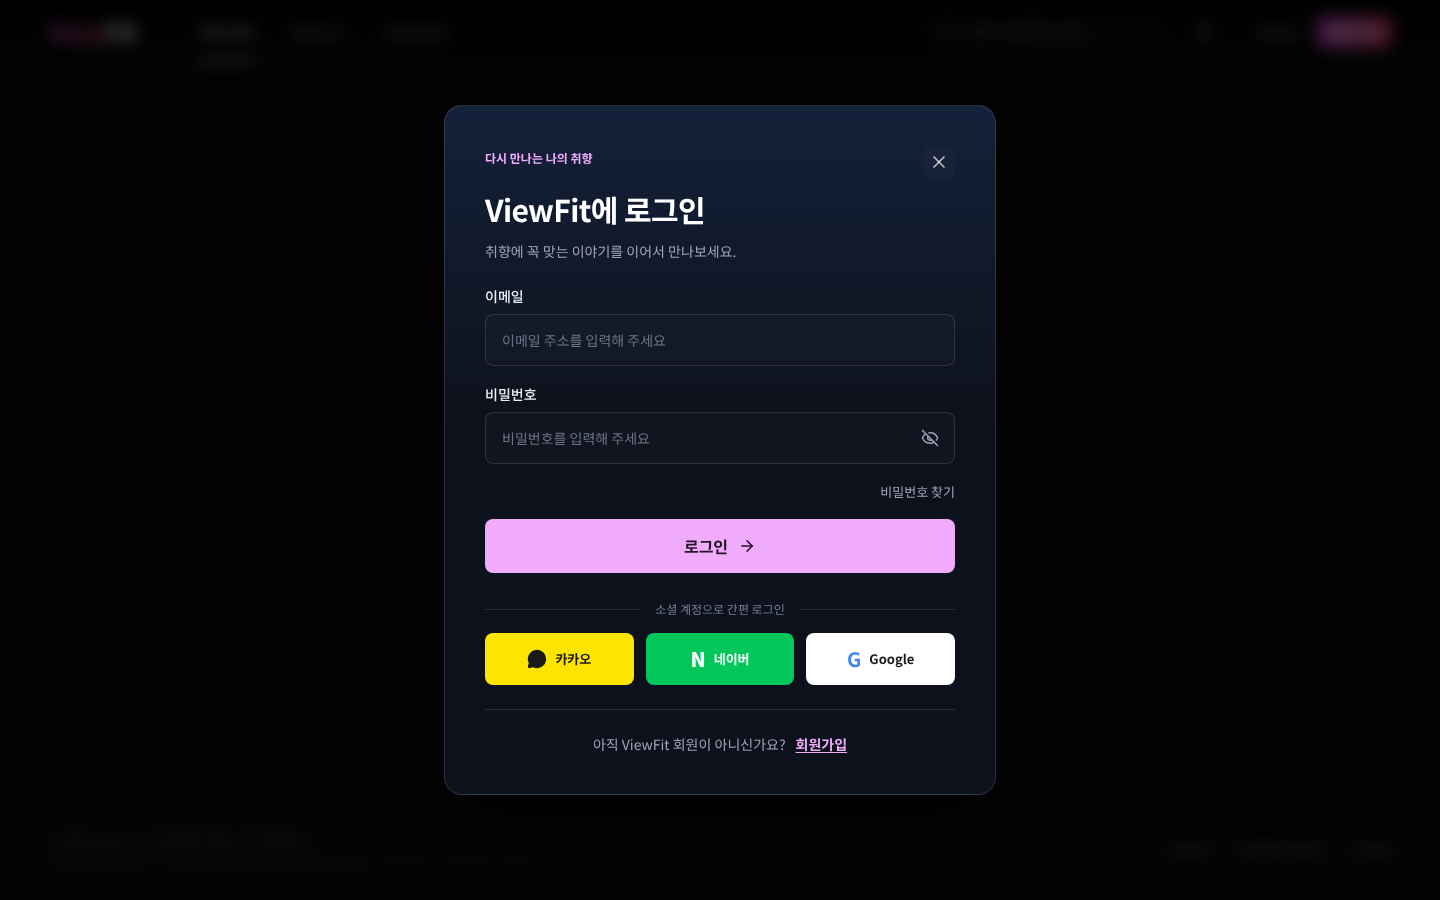 다시 만나는 나의 취향
ViewFit에 로그인
취향에 꼭 맞는 이야기를 이어서 만나보세요.
이메일
이메일 주소를 입력해 주세요
비밀번호
비밀번호를 입력해 주세요
비밀번호 찾기
로그인
소셜 계정으로 간편 로그인
카카오
N 네이버
G Google
아직 ViewFit 회원이 아니신가요? 회원가입